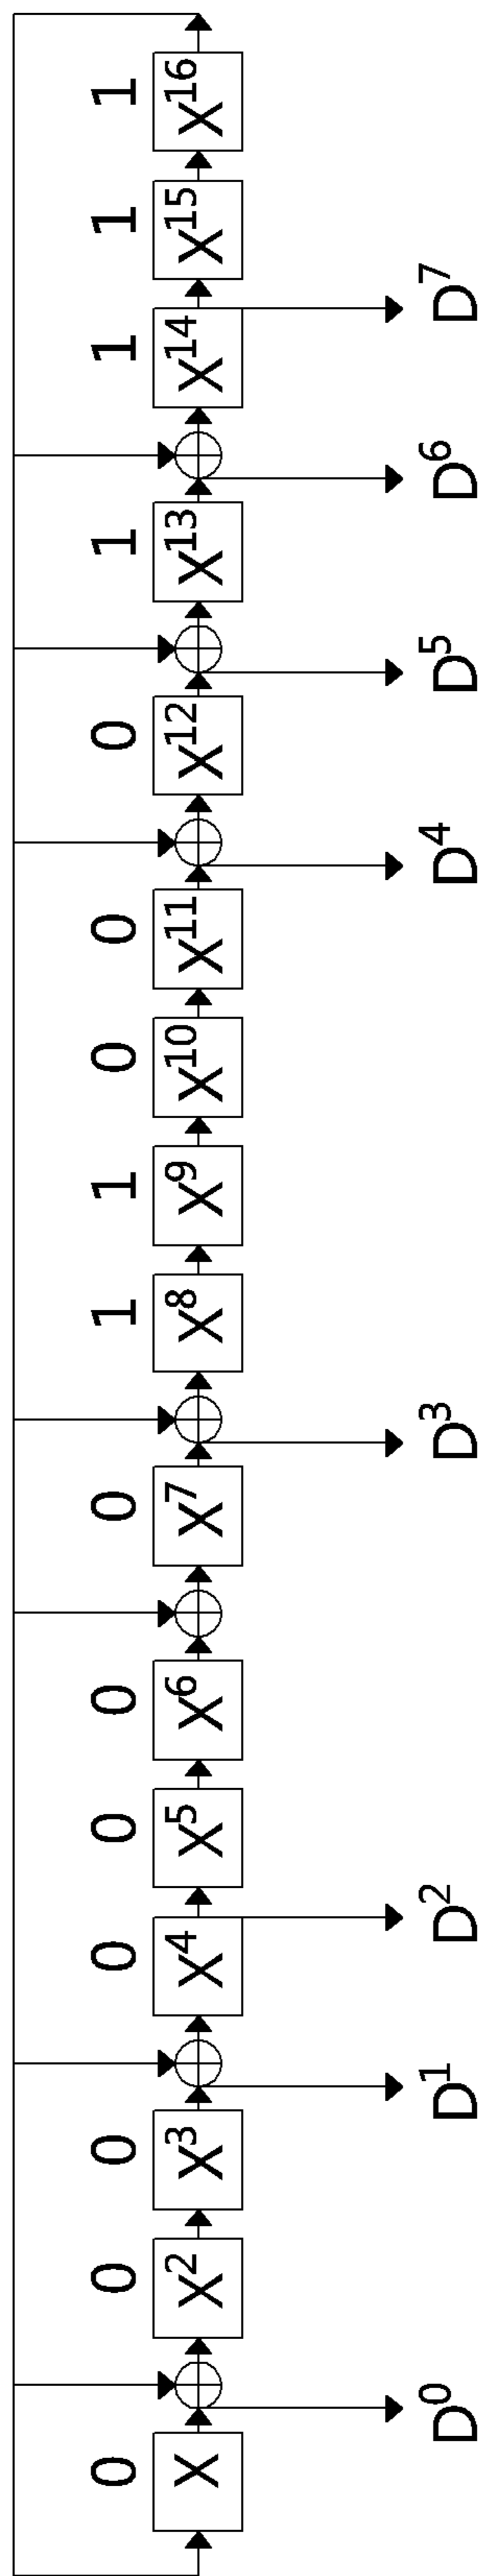 0 0 0 0 0 0 0 1 1 0 0 0 1 1 1 1
X X² X³ X⁴ X⁵ X⁶ X⁷ X⁸ X⁹ X¹⁰ X¹¹ X¹² X¹³ X¹⁴ X¹⁵ X¹⁶
D⁰ D¹ D² D³ D⁴ D⁵ D⁶ D⁷